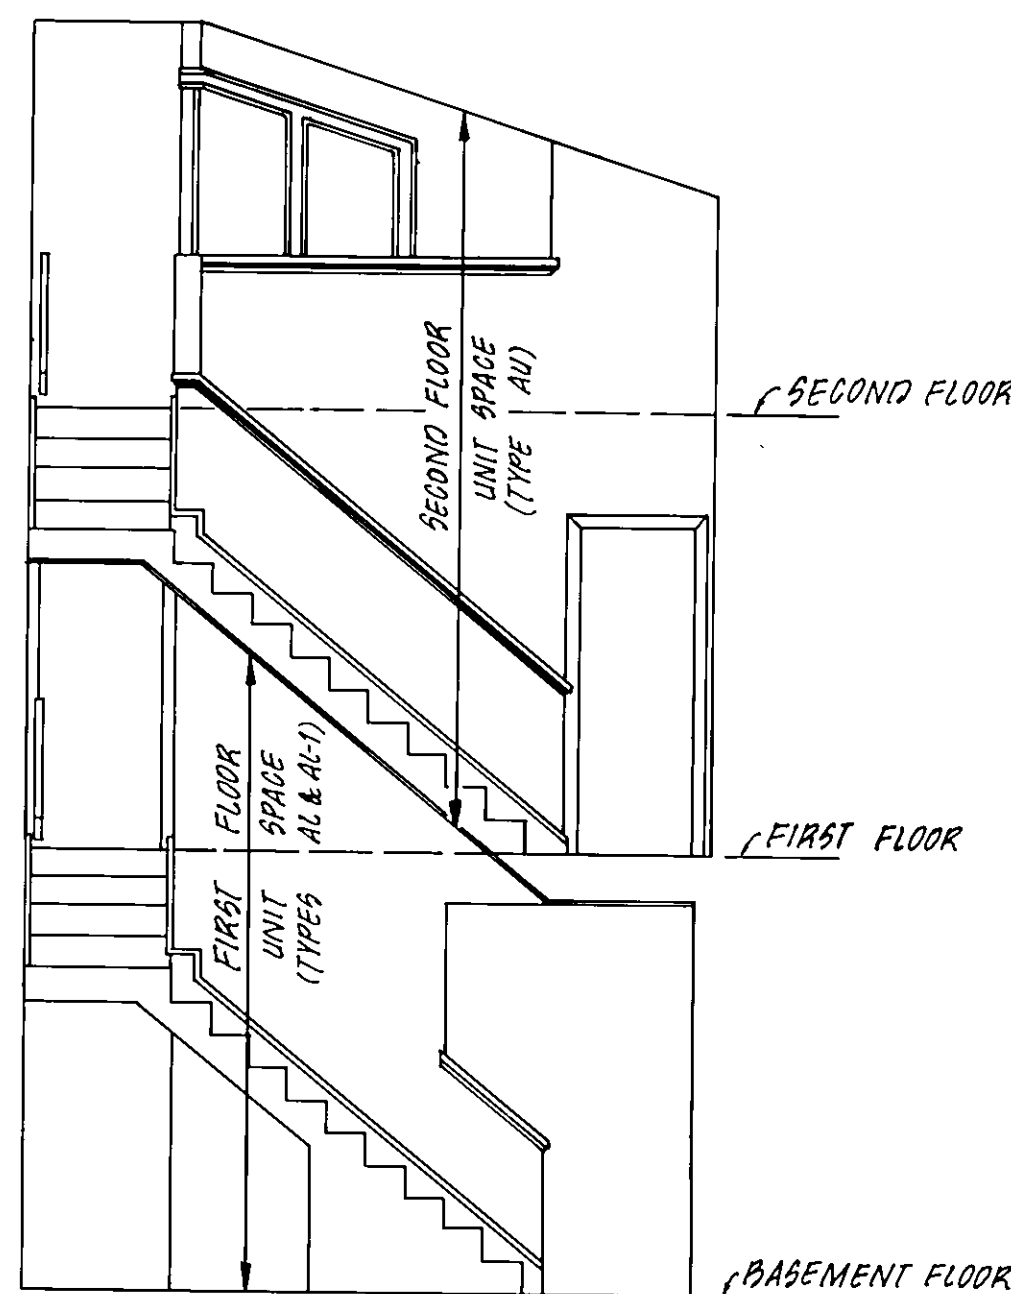 SECOND FLOOR
UNIT SPACE
(TYPE AU)
SECOND FLOOR
FIRST FLOOR
UNIT SPACE
(TYPES AL & AL-1)
FIRST FLOOR
BASEMENT FLOOR